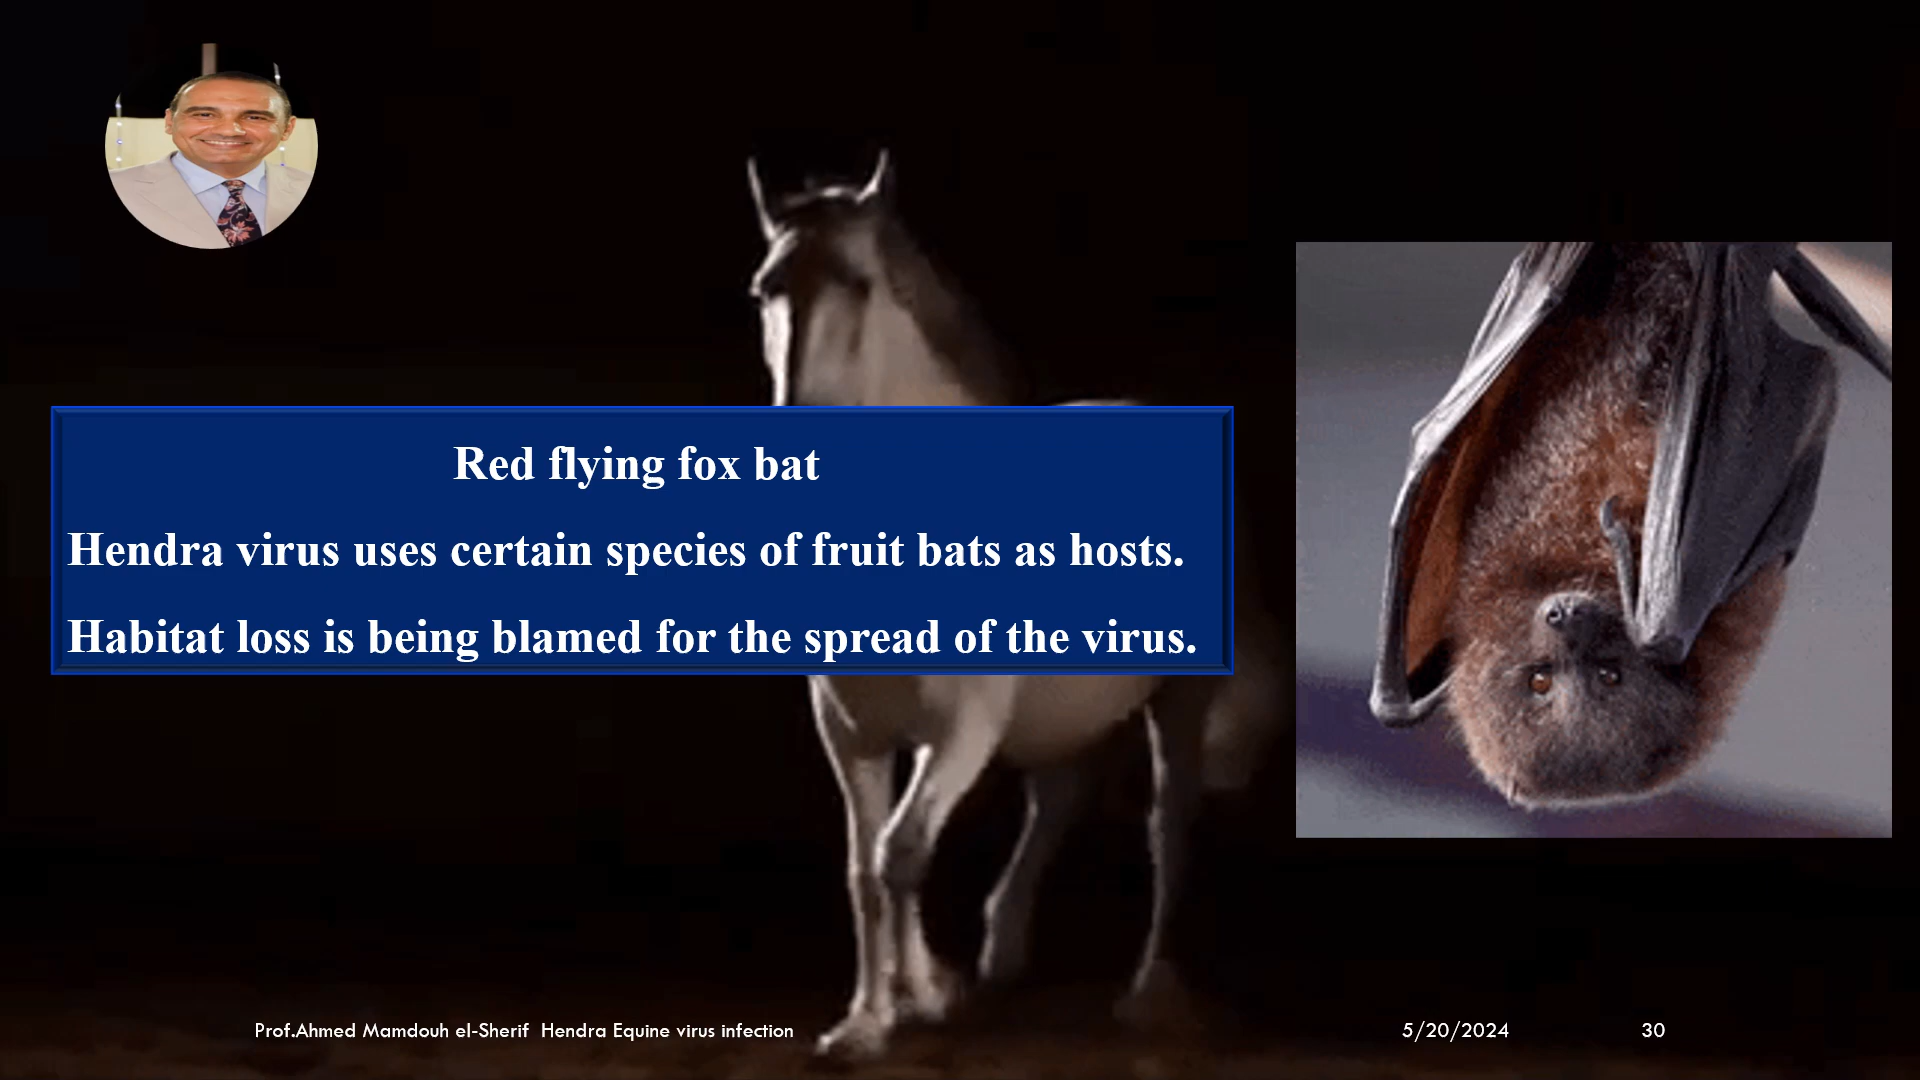 Red flying fox bat
Hendra virus uses certain species of fruit bats as hosts.
Habitat loss is being blamed for the spread of the virus.
Prof.Ahmed Mamdouh el-Sherif  Hendra Equine virus infection
5/20/2024
30